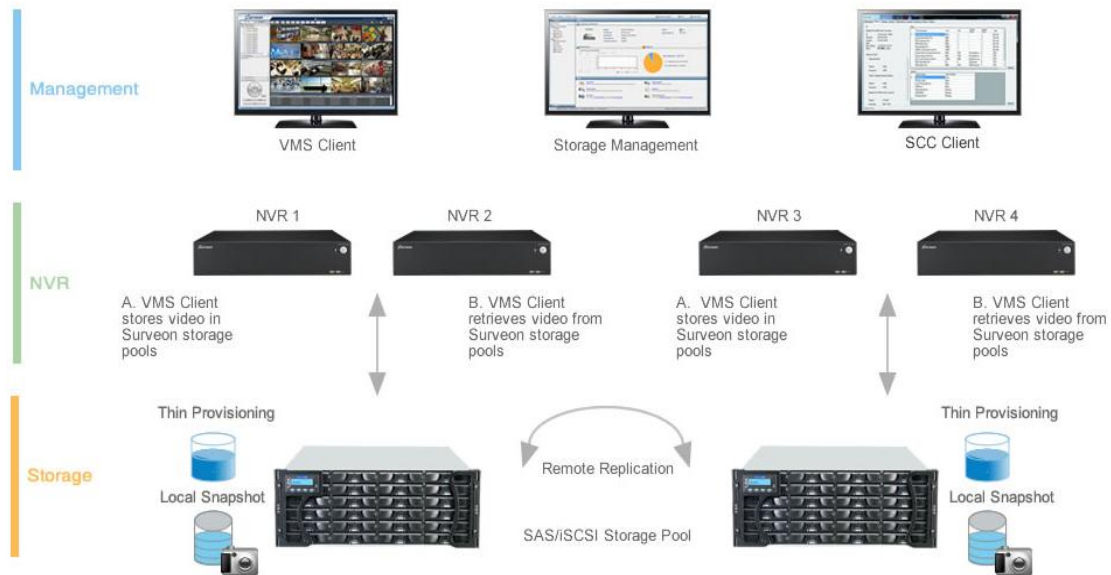 Management
VMS Client
Storage Management
SCC Client
NVR
NVR 1
NVR 2
NVR 3
NVR 4
A. VMS Client
stores video in
Surveon storage
pools
B. VMS Client
retrieves video from
Surveon storage
pools
A. VMS Client
stores video in
Surveon storage
pools
B. VMS Client
retrieves video from
Surveon storage
pools
Storage
Thin Provisioning
Local Snapshot
Remote Replication
SAS/iSCSI Storage Pool
Thin Provisioning
Local Snapshot